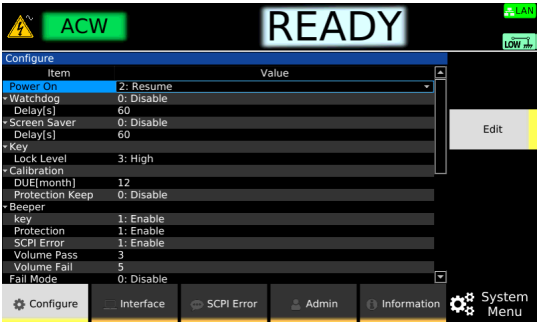 ACW READY LAN
LOW
Configure
Item Value
Power On 2: Resume
Watchdog 0: Disable
Delay[s] 60
Screen Saver 0: Disable
Delay[s] 60
Edit
Key
Lock Level 3: High
Calibration
DUE[month] 12
Protection Keep 0: Disable
Beeper
key 1: Enable
Protection 1: Enable
SCPI Error 1: Enable
Volume Pass 3
Volume Fail 5
Fail Mode 0: Disable
Configure Interface SCPI Error Admin Information System
Menu